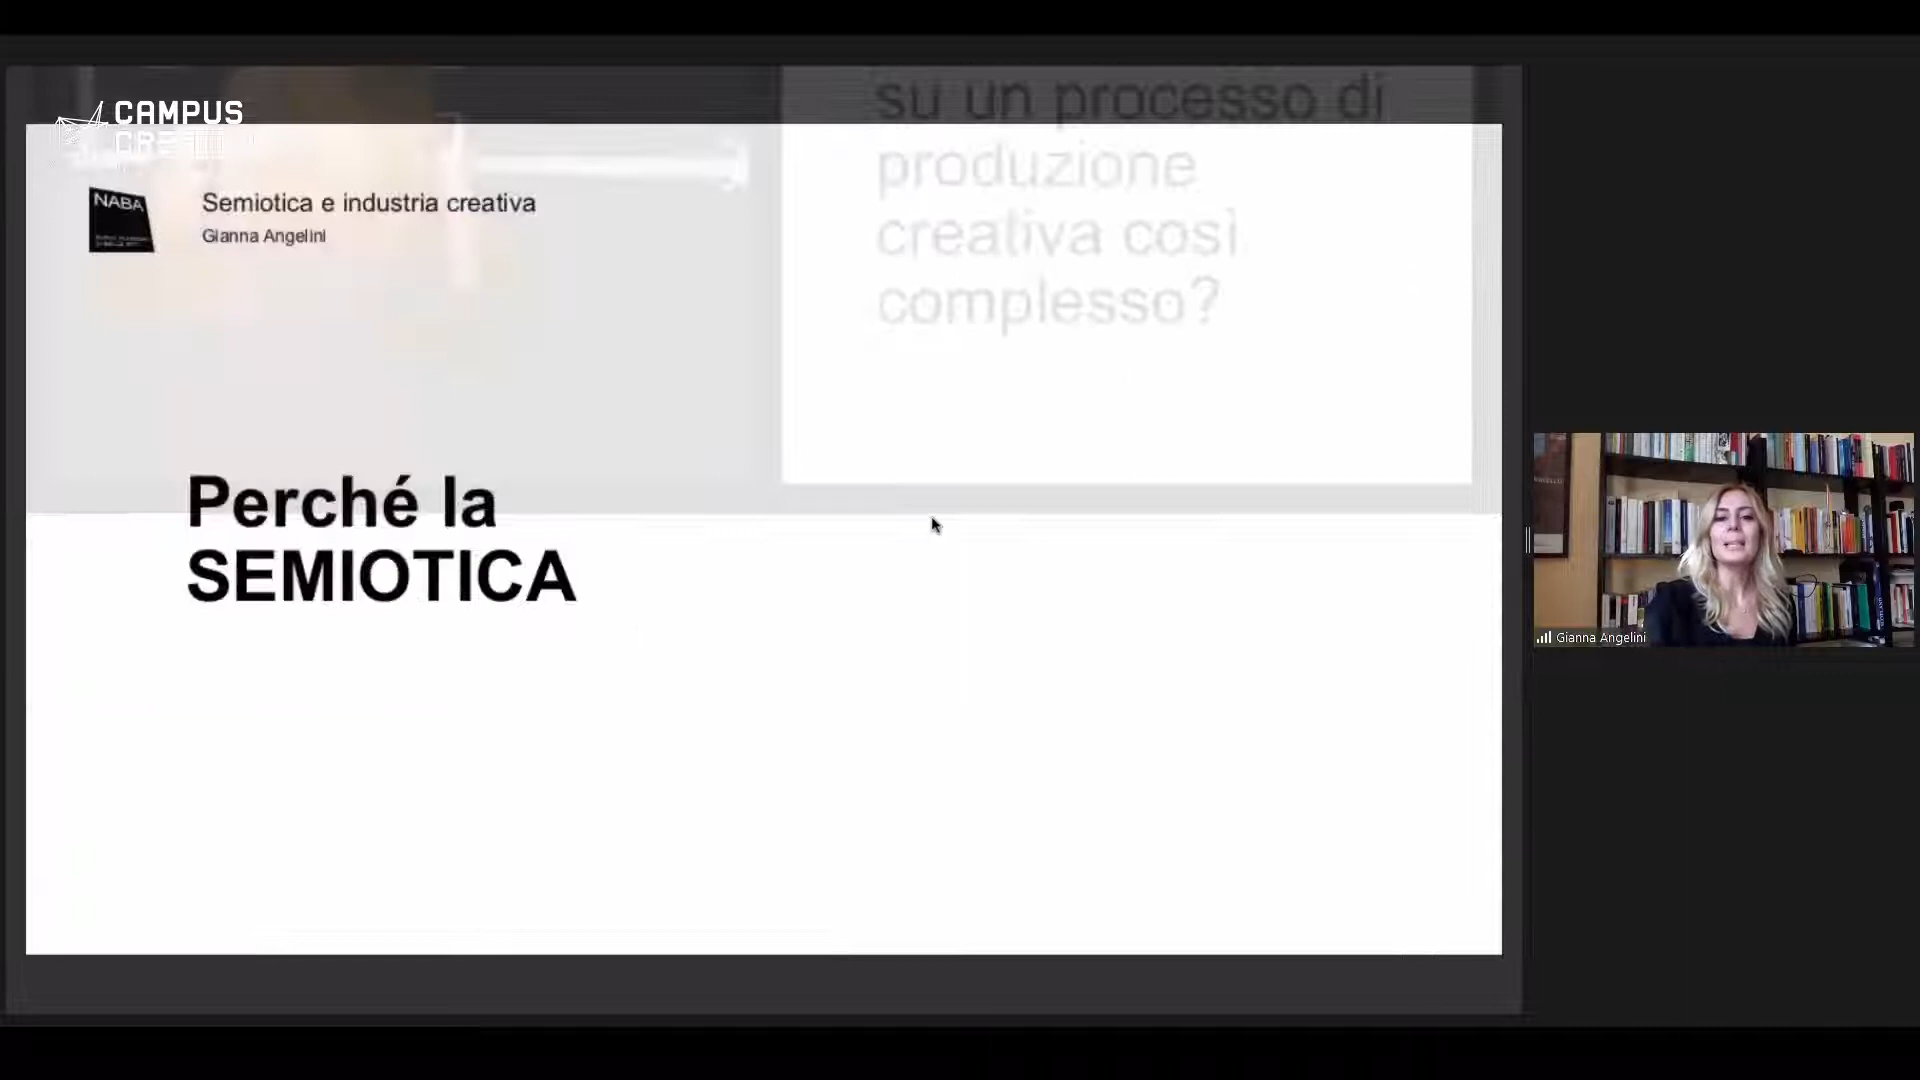 CAMPUS
su un processo di
produzione
creativa così
complesso?
NABA
Semiotica e industria creativa
Gianna Angelini
Perché la
SEMIOTICA
Gianna Angelini